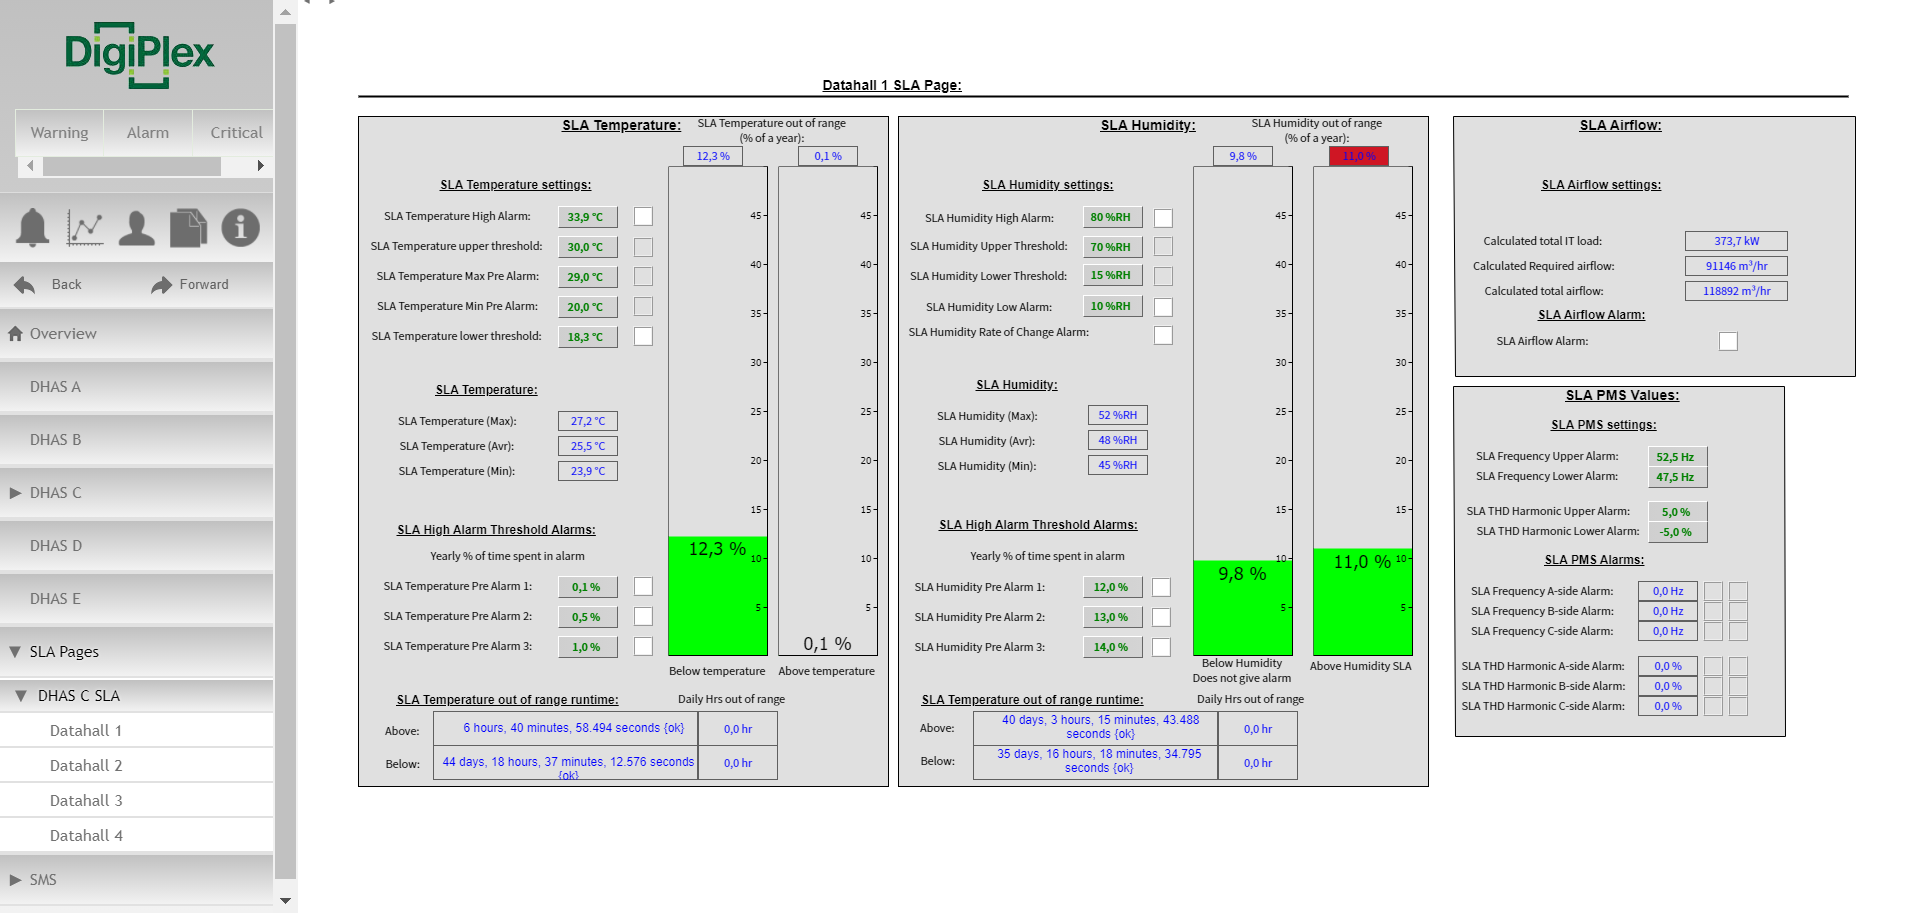 DigiPlex
Warning Alarm Critical
Back Forward
Overview
DHAS A
DHAS B
DHAS C
DHAS D
DHAS E
SLA Pages
DHAS C SLA
Datahall 1
Datahall 2
Datahall 3
Datahall 4
SMS
Datahall 1 SLA Page:
SLA Temperature:
SLA Temperature out of range
(% of a year):
12,3 % 0,1 %
SLA Temperature settings:
SLA Temperature High Alarm: 33,9 °C
SLA Temperature upper threshold: 30,0 °C
SLA Temperature Max Pre Alarm: 29,0 °C
SLA Temperature Min Pre Alarm: 20,0 °C
SLA Temperature lower threshold: 18,3 °C
SLA Temperature:
SLA Temperature (Max): 27,2 °C
SLA Temperature (Avr): 25,5 °C
SLA Temperature (Min): 23,9 °C
SLA High Alarm Threshold Alarms:
Yearly % of time spent in alarm
SLA Temperature Pre Alarm 1: 0,1 %
SLA Temperature Pre Alarm 2: 0,5 %
SLA Temperature Pre Alarm 3: 1,0 %
45 45
40 40
35 35
30 30
25 25
20 20
15 15
12,3 % 10 10
5 5
0,1 %
Below temperature Above temperature
SLA Temperature out of range runtime: Daily Hrs out of range
Above: 6 hours, 40 minutes, 58.494 seconds {ok} 0,0 hr
Below: 44 days, 18 hours, 37 minutes, 12.576 seconds 0,0 hr
{ok}
SLA Humidity:
SLA Humidity out of range
(% of a year):
9,8 % 11,0 %
SLA Humidity settings:
SLA Humidity High Alarm: 80 %RH
SLA Humidity Upper Threshold: 70 %RH
SLA Humidity Lower Threshold: 15 %RH
SLA Humidity Low Alarm: 10 %RH
SLA Humidity Rate of Change Alarm:
SLA Humidity:
SLA Humidity (Max): 52 %RH
SLA Humidity (Avr): 48 %RH
SLA Humidity (Min): 45 %RH
SLA High Alarm Threshold Alarms:
Yearly % of time spent in alarm
SLA Humidity Pre Alarm 1: 12,0 %
SLA Humidity Pre Alarm 2: 13,0 %
SLA Humidity Pre Alarm 3: 14,0 %
45 45
40 40
35 35
30 30
25 25
20 20
15 15
10 11,0 % 10
9,8 %
5 5
Below Humidity
Does not give alarm
Above Humidity SLA
SLA Temperature out of range runtime: Daily Hrs out of range
Above: 40 days, 3 hours, 15 minutes, 43.488
seconds {ok} 0,0 hr
Below: 35 days, 16 hours, 18 minutes, 34.795
seconds {ok} 0,0 hr
SLA Airflow:
SLA Airflow settings:
Calculated total IT load: 373,7 kW
Calculated Required airflow: 91146 m³/hr
Calculated total airflow: 118892 m³/hr
SLA Airflow Alarm:
SLA Airflow Alarm:
SLA PMS Values:
SLA PMS settings:
SLA Frequency Upper Alarm: 52,5 Hz
SLA Frequency Lower Alarm: 47,5 Hz
SLA THD Harmonic Upper Alarm: 5,0 %
SLA THD Harmonic Lower Alarm: -5,0 %
SLA PMS Alarms:
SLA Frequency A-side Alarm: 0,0 Hz
SLA Frequency B-side Alarm: 0,0 Hz
SLA Frequency C-side Alarm: 0,0 Hz
SLA THD Harmonic A-side Alarm: 0,0 %
SLA THD Harmonic B-side Alarm: 0,0 %
SLA THD Harmonic C-side Alarm: 0,0 %